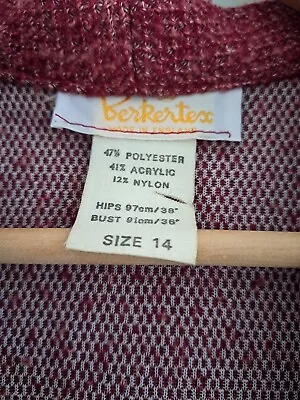 Berkertex
MADE IN ENGLAND
47% POLYESTER
41% ACRYLIC
12% NYLON
HIPS 97cm/38"
BUST 91cm/36"
SIZE 14